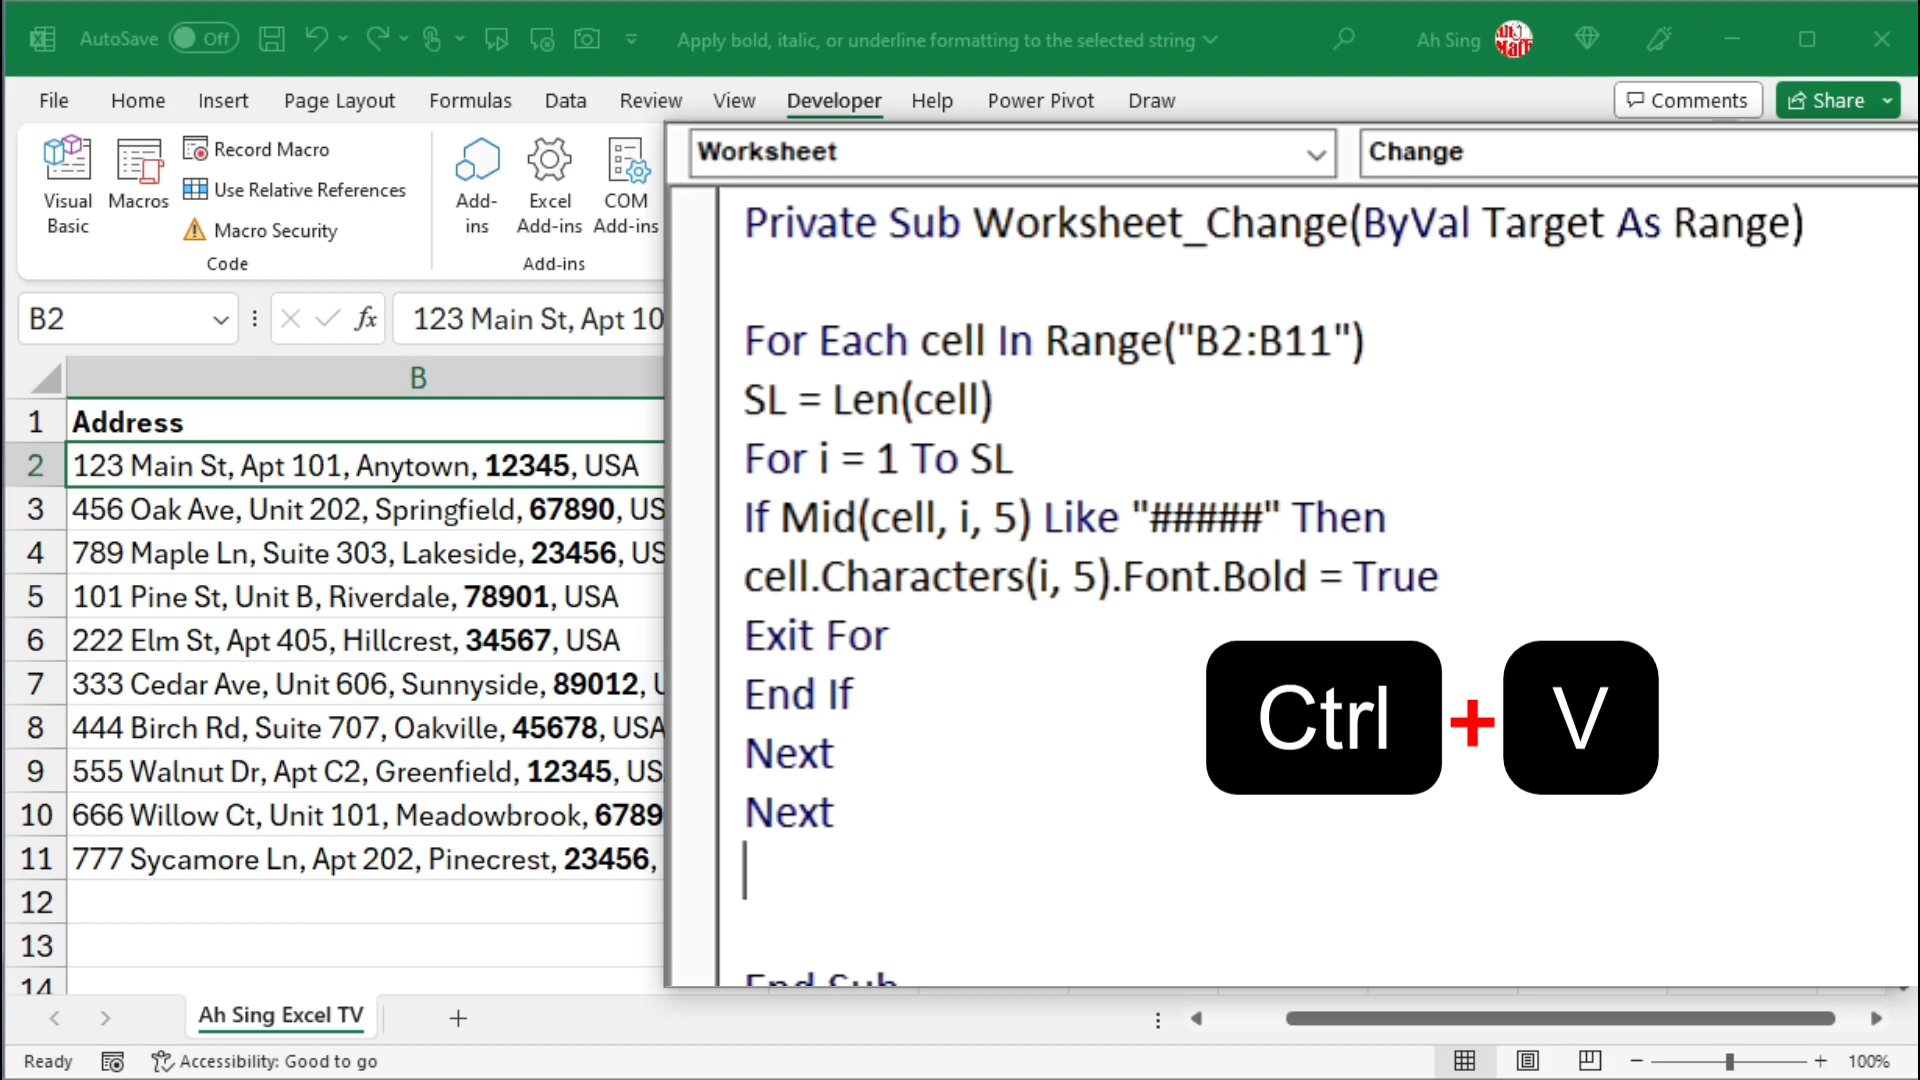 AutoSave Off Apply bold, italic, or underline formatting to the selected string Ah Sing
File Home Insert Page Layout Formulas Data Review View Developer Help Power Pivot Draw Comments Share
Visual Basic
Macros
Record Macro
Use Relative References
Macro Security
Code
Add-ins
Excel Add-ins
COM Add-ins
Add-ins
B2 fx 123 Main St, Apt 10
B
1 Address
2 123 Main St, Apt 101, Anytown, 12345, USA
3 456 Oak Ave, Unit 202, Springfield, 67890, US
4 789 Maple Ln, Suite 303, Lakeside, 23456, US
5 101 Pine St, Unit B, Riverdale, 78901, USA
6 222 Elm St, Apt 405, Hillcrest, 34567, USA
7 333 Cedar Ave, Unit 606, Sunnyside, 89012, U
8 444 Birch Rd, Suite 707, Oakville, 45678, USA
9 555 Walnut Dr, Apt C2, Greenfield, 12345, US
10 666 Willow Ct, Unit 101, Meadowbrook, 6789
11 777 Sycamore Ln, Apt 202, Pinecrest, 23456,
12
13
14
Worksheet Change
Private Sub Worksheet_Change(ByVal Target As Range)
For Each cell In Range("B2:B11")
SL = Len(cell)
For i = 1 To SL
If Mid(cell, i, 5) Like "#####" Then
cell.Characters(i, 5).Font.Bold = True
Exit For
End If
Next
Next
End Sub
Ctrl + V
Ah Sing Excel TV
Ready Accessibility: Good to go 100%